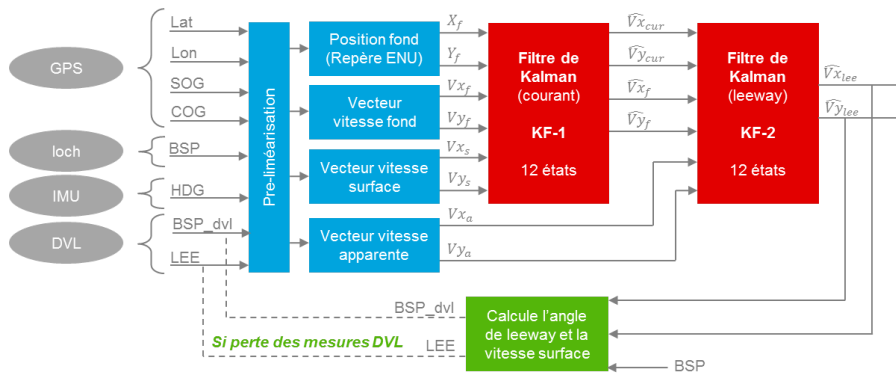 GPS
loch
IMU
DVL
Lat
Lon
SOG
COG
BSP
HDG
BSP_dvl
LEE
Pre-liméarisation
Position fond
(Repère ENU)
Vecteur
vitesse fond
Vecteur vitesse
surface
Vecteur vitesse
apparente
X_f
Y_f
Vx_f
Vy_f
Vx_s
Vy_s
Vx_a
Vy_a
Filtre de
Kalman
(courant)
KF-1
12 états
V̂x_cur
V̂y_cur
V̂x_f
V̂y_f
Filtre de
Kalman
(leeway)
KF-2
12 états
V̂x_lee
V̂y_lee
BSP_dvl
Si perte des mesures DVL
LEE
Calcule l'angle
de leeway et la
vitesse surface
BSP